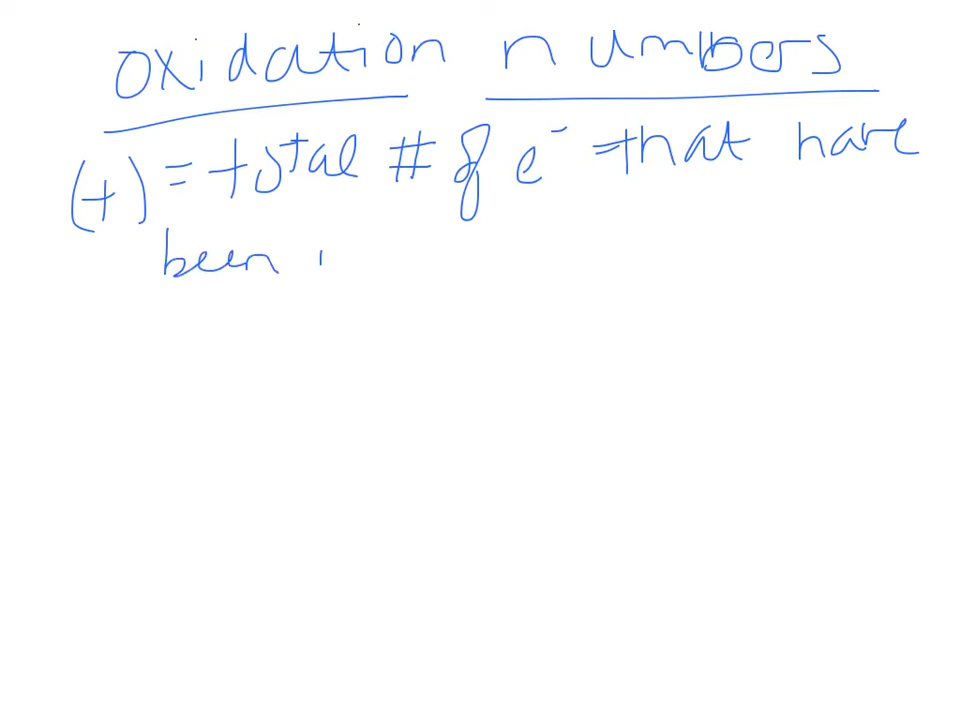 oxidation numbers
(+) = total # of e⁻ that have
been